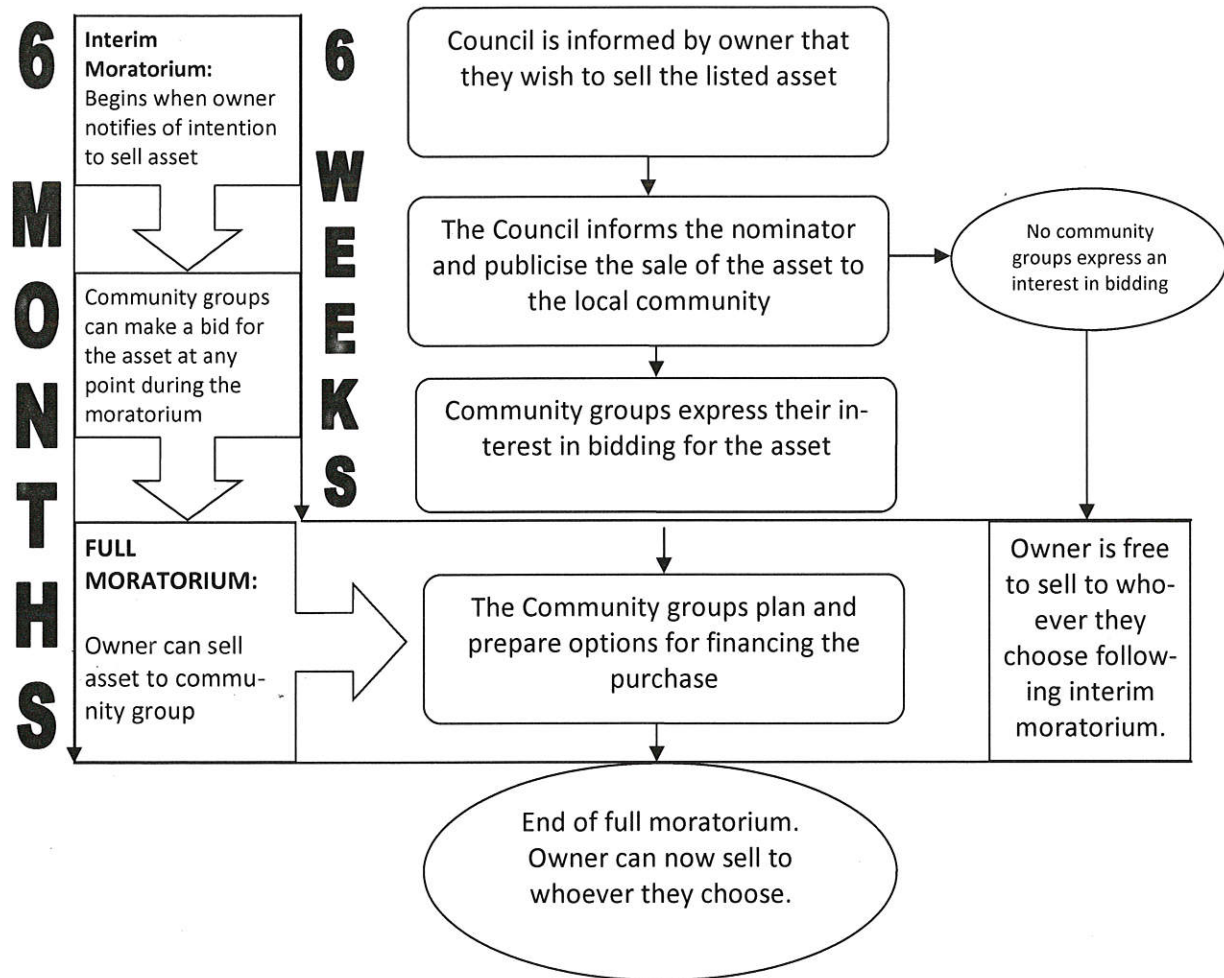 6 MONTHS
Interim
Moratorium:
Begins when owner
notifies of intention
to sell asset
Community groups
can make a bid for
the asset at any
point during the
moratorium
FULL
MORATORIUM:
Owner can sell
asset to commu-
nity group
6 WEEKS
Council is informed by owner that
they wish to sell the listed asset
The Council informs the nominator
and publicise the sale of the asset to
the local community
No community
groups express an
interest in bidding
Community groups express their in-
terest in bidding for the asset
The Community groups plan and
prepare options for financing the
purchase
Owner is free
to sell to who-
ever they
choose follow-
ing interim
moratorium.
End of full moratorium.
Owner can now sell to
whoever they choose.